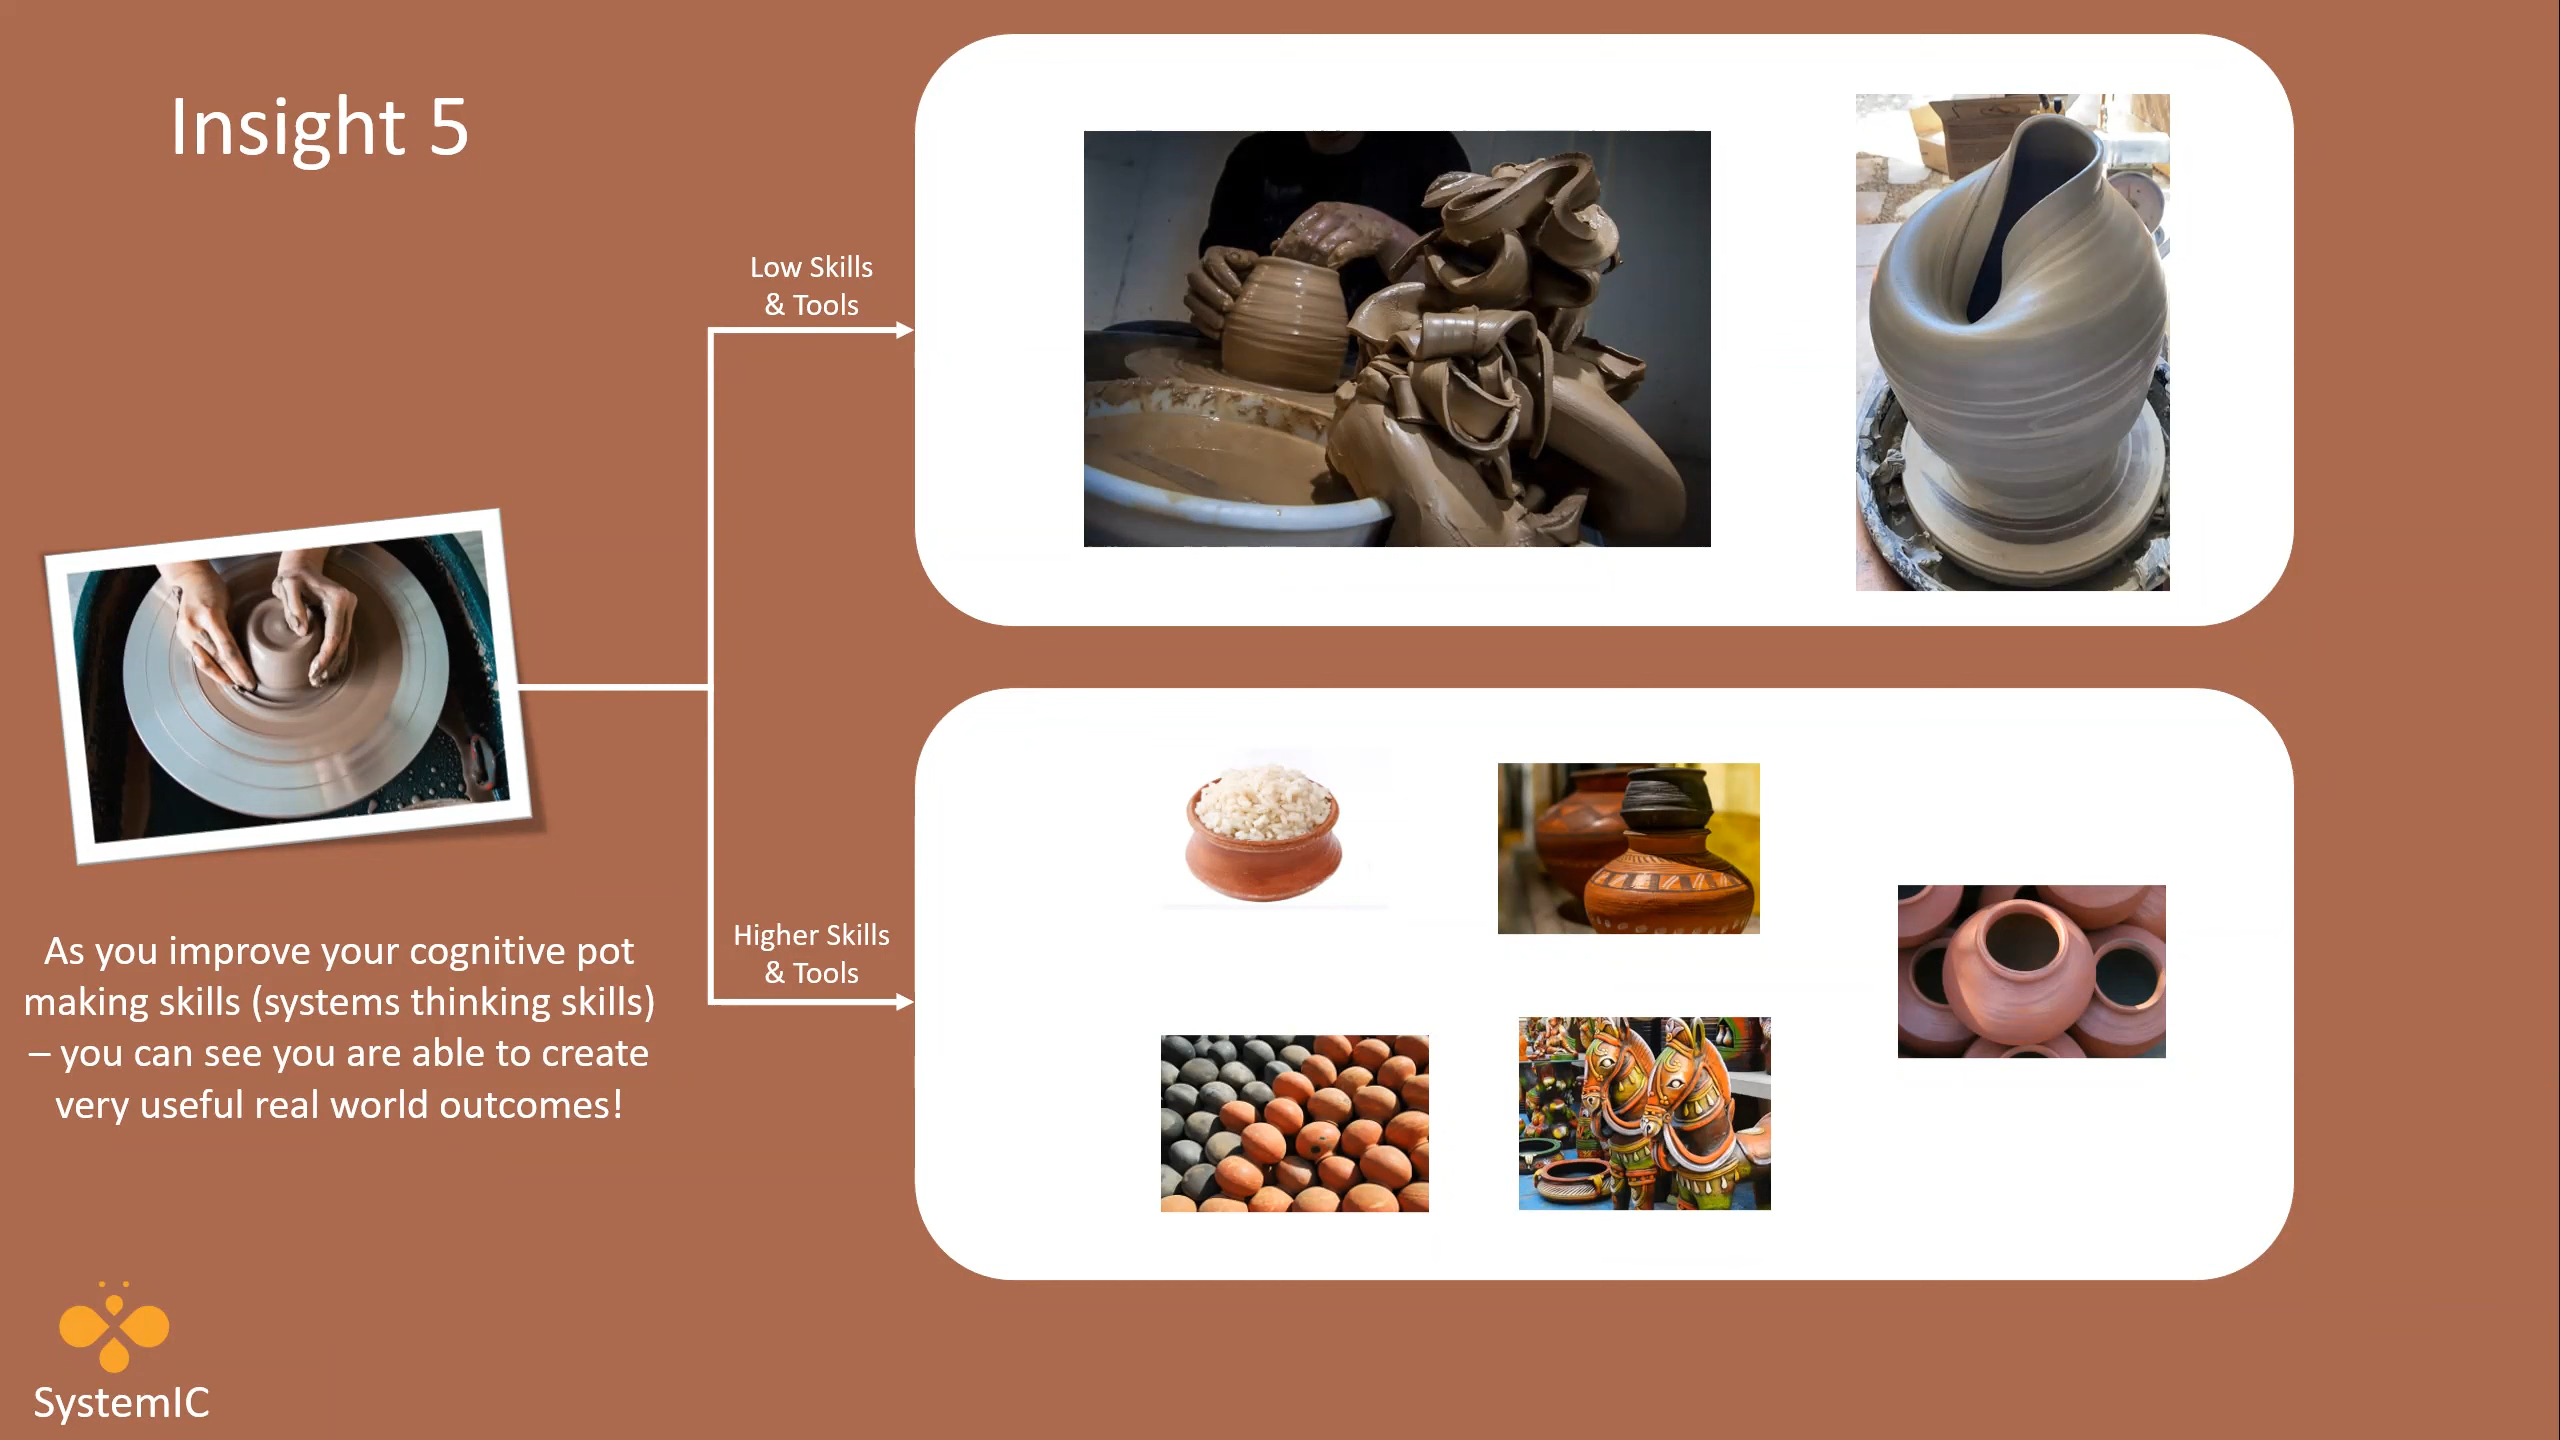 Insight 5
Low Skills
& Tools
Higher Skills
& Tools
As you improve your cognitive pot
making skills (systems thinking skills)
– you can see you are able to create
very useful real world outcomes!
SystemIC